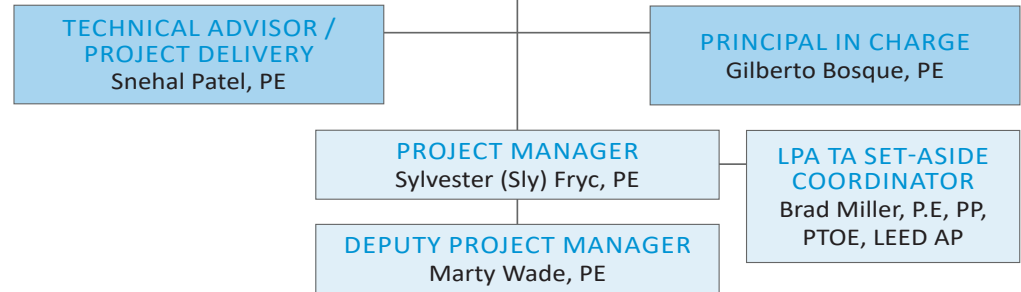 TECHNICAL ADVISOR /
PROJECT DELIVERY
Snehal Patel, PE
PRINCIPAL IN CHARGE
Gilberto Bosque, PE
PROJECT MANAGER
Sylvester (Sly) Fryc, PE
LPA TA SET-ASIDE
COORDINATOR
Brad Miller, P.E, PP,
PTOE, LEED AP
DEPUTY PROJECT MANAGER
Marty Wade, PE